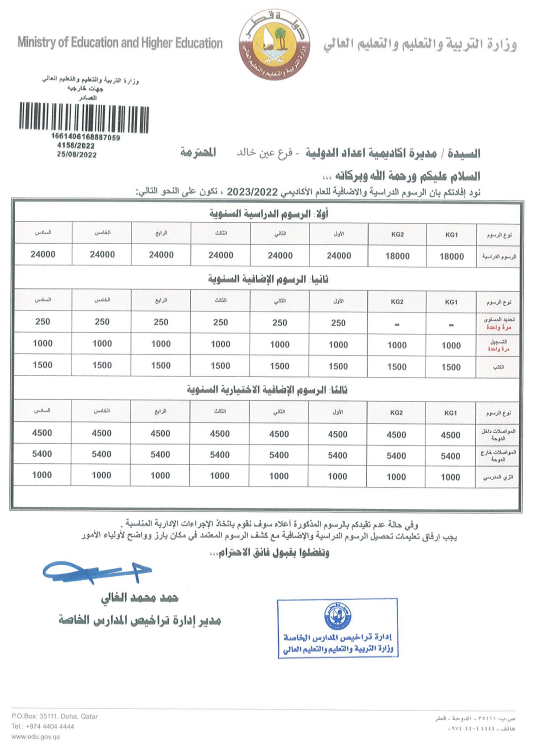 Ministry of Education and Higher Education
دولة قطر
وزارة التربية والتعليم والتعليم العالي
وزارة التربية والتعليم والتعليم العالي
جهات خارجيه
الصادر
1661406168887059
4158/2022
25/08/2022
السيدة / مديرة اكاديمية اعداد الدولية - فرع عين خالد المحترمة
السلام عليكم ورحمة الله وبركاته ،،،
نود إفادتكم بان الرسوم الدراسية والاضافية للعام الأكاديمي 2023/2022 ، تكون على النحو التالي:
أولا: الرسوم الدراسية السنوية
نوع الرسوم KG1 KG2 الأول الثاني الثالث الرابع الخامس السادس
الرسوم الدراسية 18000 18000 24000 24000 24000 24000 24000 24000
ثانيا: الرسوم الإضافية السنوية
نوع الرسوم KG1 KG2 الأول الثاني الثالث الرابع الخامس السادس
تحديد المستوى مرة واحدة - - 250 250 250 250 250 250
التسجيل مرة واحدة 1000 1000 1000 1000 1000 1000 1000 1000
الكتب 1500 1500 1500 1500 1500 1500 1500 1500
ثالثا: الرسوم الإضافية الاختيارية السنوية
نوع الرسوم KG1 KG2 الأول الثاني الثالث الرابع الخامس السادس
المواصلات داخل الدوحة 4500 4500 4500 4500 4500 4500 4500 4500
المواصلات خارج الدوحة 5400 5400 5400 5400 5400 5400 5400 5400
الزي المدرسي 1000 1000 1000 1000 1000 1000 1000 1000
وفي حالة عدم تقيدكم بالرسوم المذكورة أعلاه سوف نقوم باتخاذ الإجراءات الإدارية المناسبة .
يجب إرفاق تعليمات تحصيل الرسوم الدراسية والإضافية مع كشف الرسوم المعتمد في مكان بارز وواضح لأولياء الأمور
وتفضلوا بقبول فائق الاحترام،،،
حمد محمد الغالي
مدير إدارة تراخيص المدارس الخاصة
إدارة تراخيص المدارس الخاصة
وزارة التربية والتعليم والتعليم العالي
P.O.Box: 35111, Doha, Qatar
Tel.: +974 4404 4444
www.edu.gov.qa
ص.ب: ٣٥١١١ - الدوحة - قطر